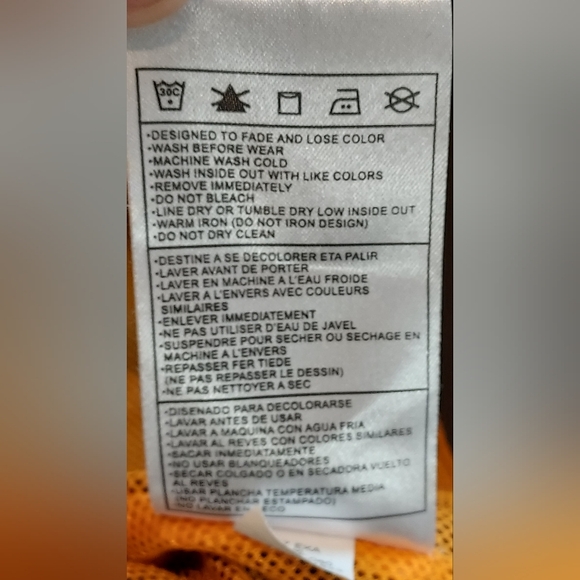 30C
•DESIGNED TO FADE AND LOSE COLOR
•WASH BEFORE WEAR
•MACHINE WASH COLD
•WASH INSIDE OUT WITH LIKE COLORS
•REMOVE IMMEDIATELY
•DO NOT BLEACH
•LINE DRY OR TUMBLE DRY LOW INSIDE OUT
•WARM IRON (DO NOT IRON DESIGN)
•DO NOT DRY CLEAN
•DESTINE A SE DECOLORER ETA PALIR
•LAVER AVANT DE PORTER
•LAVER EN MACHINE A L'EAU FROIDE
•LAVER A L'ENVERS AVEC COULEURS
SIMILAIRES
•ENLEVER IMMEDIATEMENT
•NE PAS UTILISER D'EAU DE JAVEL
•SUSPENDRE POUR SECHER OU SECHAGE EN
MACHINE A L'ENVERS
•REPASSER FER TIEDE
(NE PAS REPASSER LE DESSIN)
•NE PAS NETTOYER A SEC
•DISENADO PARA DECOLORARSE
•LAVAR ANTES DE USAR
•LAVAR A MAQUINA CON AGUA FRIA
•LAVAR AL REVES CON COLORES SIMILARES
•SACAR INMEDIATAMENTE
•NO USAR BLANQUEADORES
•SECAR COLGADO O EN SECADORA VUELTO
AL REVES
•USAR PLANCHA TEMPERATURA MEDIA
(NO PLANCHAR ESTAMPADO)
•NO LAVAR EN